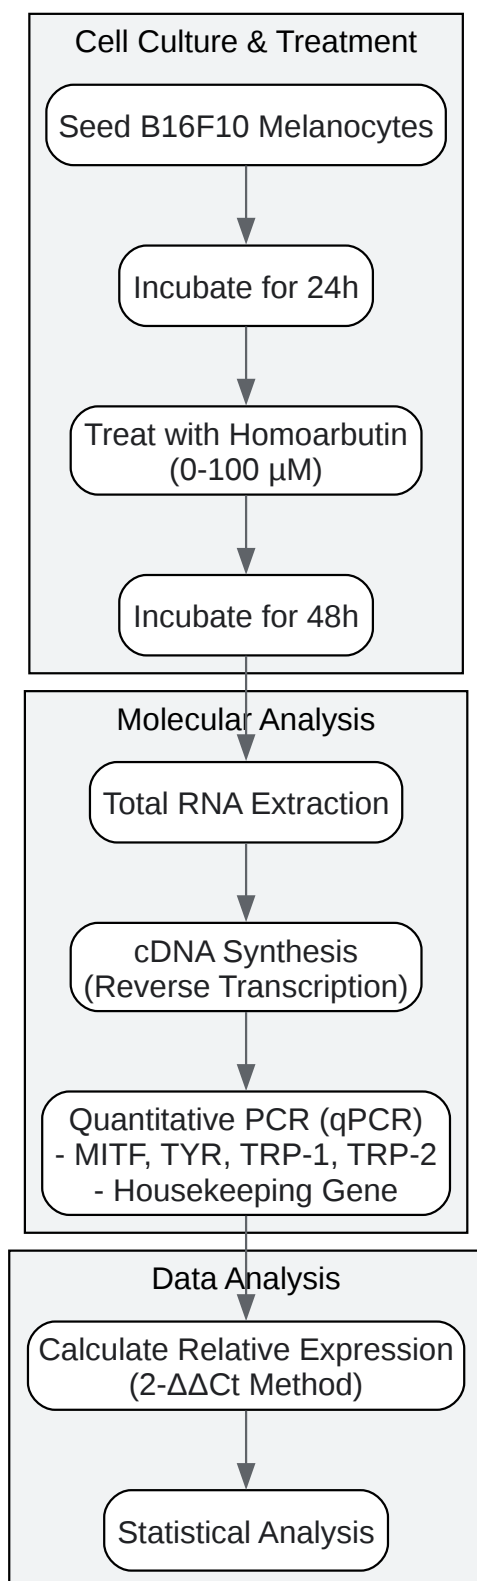 Cell Culture & Treatment
Seed B16F10 Melanocytes
Incubate for 24h
Treat with Homoarbutin
(0-100 µM)
Incubate for 48h
Molecular Analysis
Total RNA Extraction
cDNA Synthesis
(Reverse Transcription)
Quantitative PCR (qPCR)
- MITF, TYR, TRP-1, TRP-2
- Housekeeping Gene
Data Analysis
Calculate Relative Expression
(2-ΔΔCt Method)
Statistical Analysis